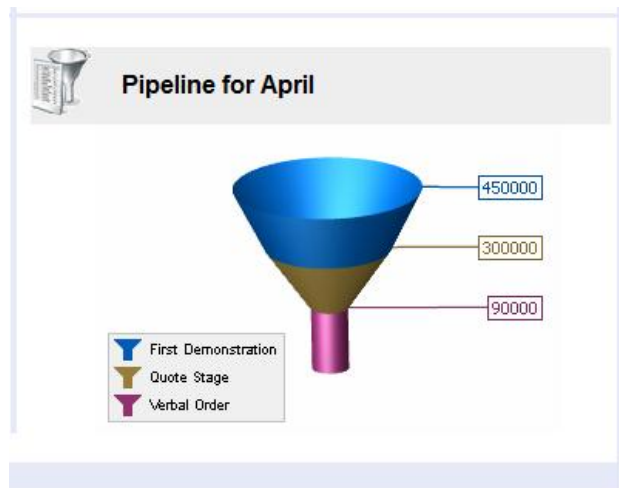 Pipeline for April
450000
300000
90000
First Demonstration
Quote Stage
Verbal Order